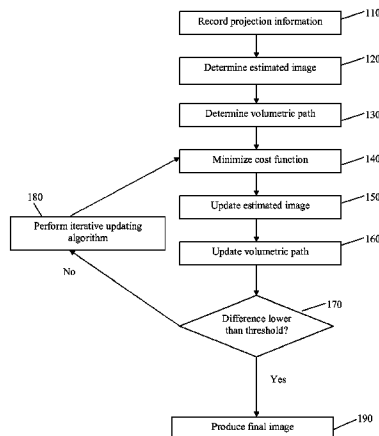 Record projection information
110
Determine estimated image
120
Determine volumetric path
130
Minimize cost function
140
Update estimated image
150
Update volumetric path
160
180
Perform iterative updating
algorithm
No
Difference lower
than threshold?
170
Yes
Produce final image
190